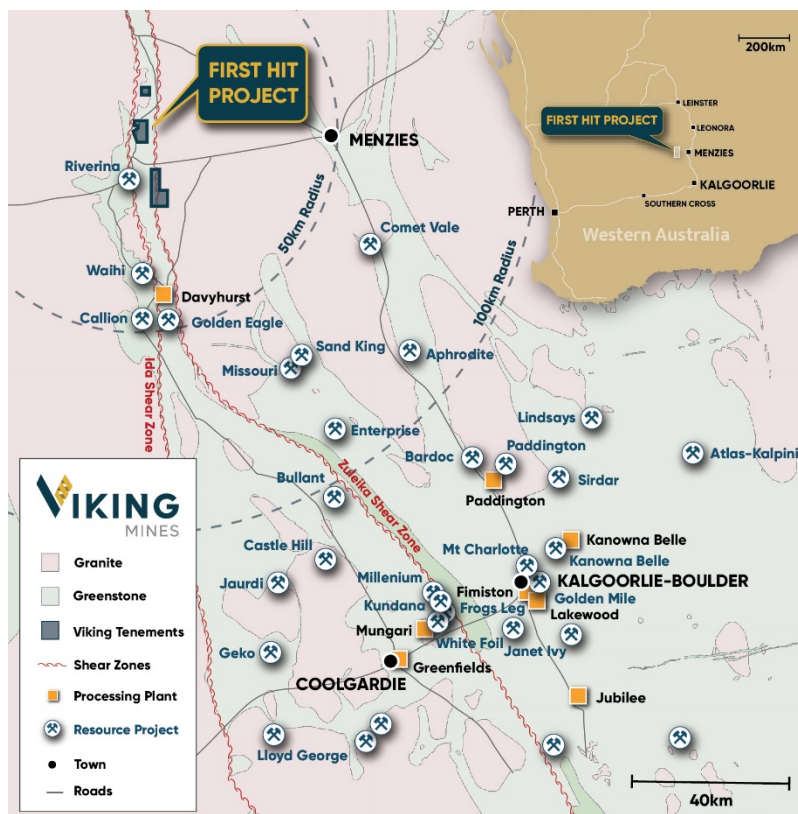 FIRST HIT
PROJECT
MENZIES
Riverina
50km Radius
Comet Vale
100km Radius
Waihi
Davyhurst
Callion
Golden Eagle
Ida Shear Zone
Sand King
Missouri
Aphrodite
Enterprise
Lindsays
Bardoc
Paddington
Atlas-Kalpini
Sirdar
Paddington
Bullant
Zuleika Shear Zone
Castle Hill
Mt Charlotte
Kanowna Belle
Kanowna Belle
Jaurdi
Millenium
Fimiston
KALGOORLIE-BOULDER
Kundana
Frogs Leg
Golden Mile
Lakewood
Mungari
White Foil
Janet Ivy
Geko
Greenfields
COOLGARDIE
Jubilee
Lloyd George
40km
200km
LEINSTER
FIRST HIT PROJECT
LEONORA
MENZIES
KALGOORLIE
PERTH
SOUTHERN CROSS
Western Australia
VIKING
MINES
Granite
Greenstone
Viking Tenements
Shear Zones
Processing Plant
Resource Project
Town
Roads